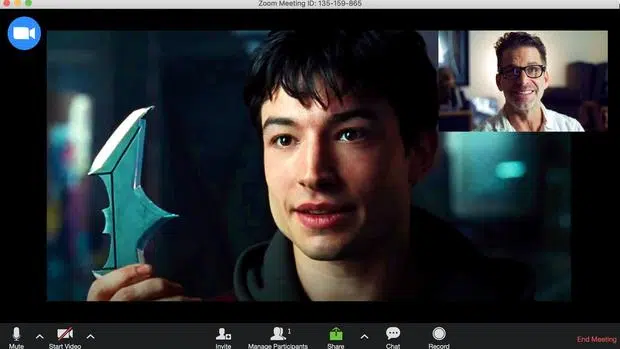 Zoom Meeting ID: 135-159-865
Mute
Start Video
Invite
Manage Participants
1
Share
Chat
Record
End Meeting